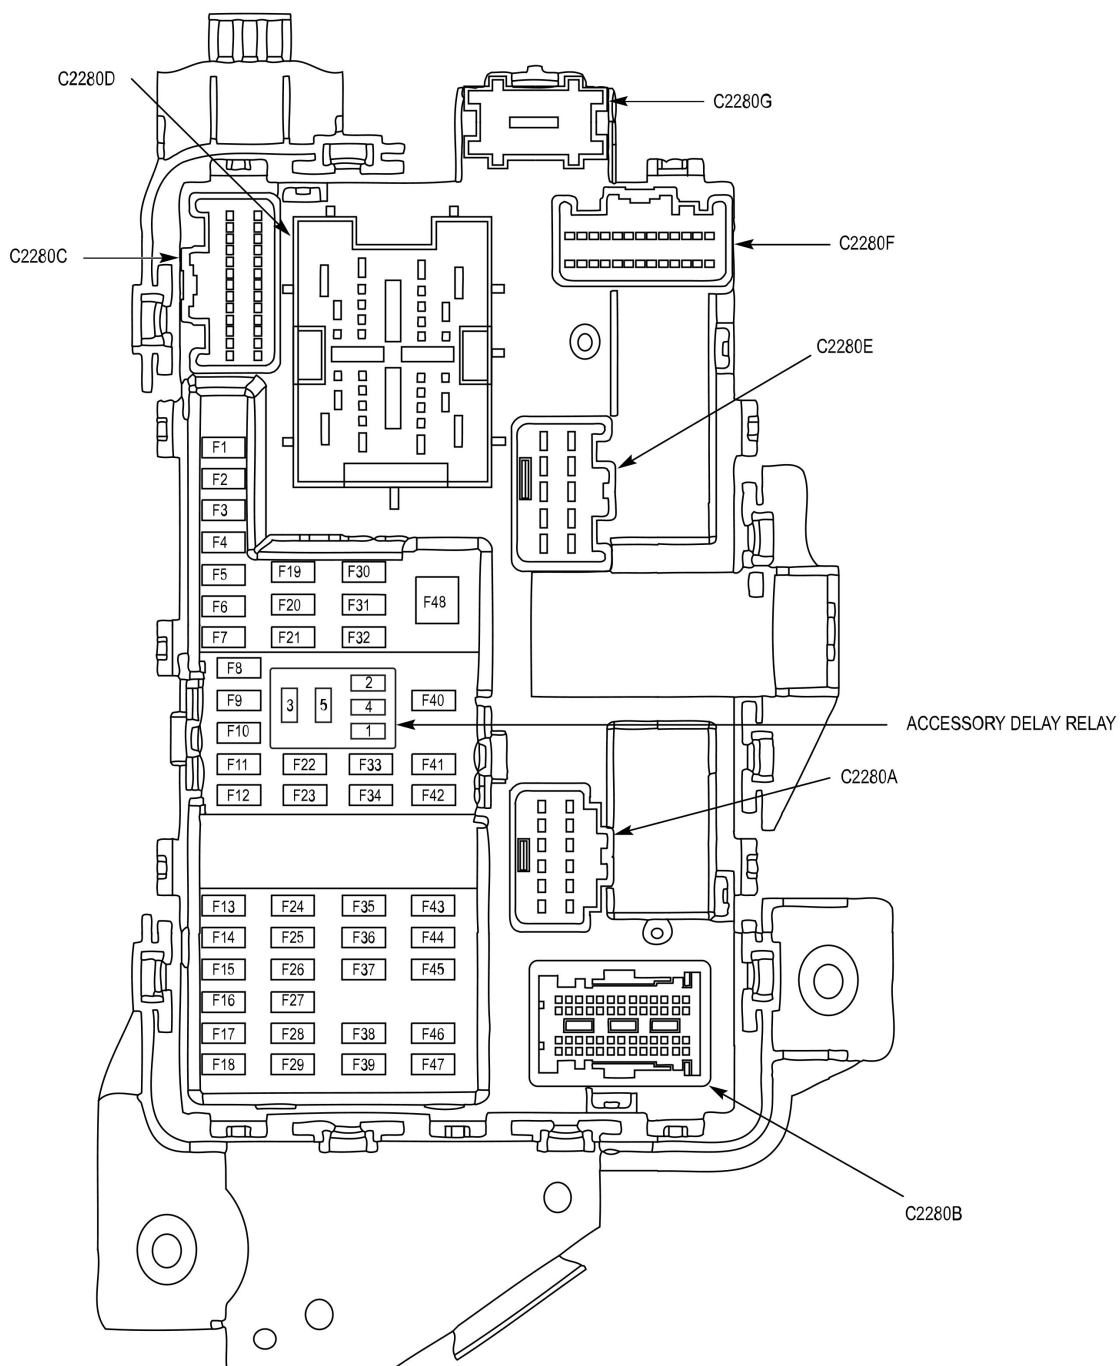 C2280D
C2280G
C2280C
C2280F
C2280E
F1
F2
F3
F4
F5 F19 F30
F6 F20 F31 F48
F7 F21 F32
F8
F9 3 5 2 F40
4
F10 1
ACCESSORY DELAY RELAY
F11 F22 F33 F41
C2280A
F12 F23 F34 F42
F13 F24 F35 F43
F14 F25 F36 F44
F15 F26 F37 F45
F16 F27
F17 F28 F38 F46
F18 F29 F39 F47
C2280B